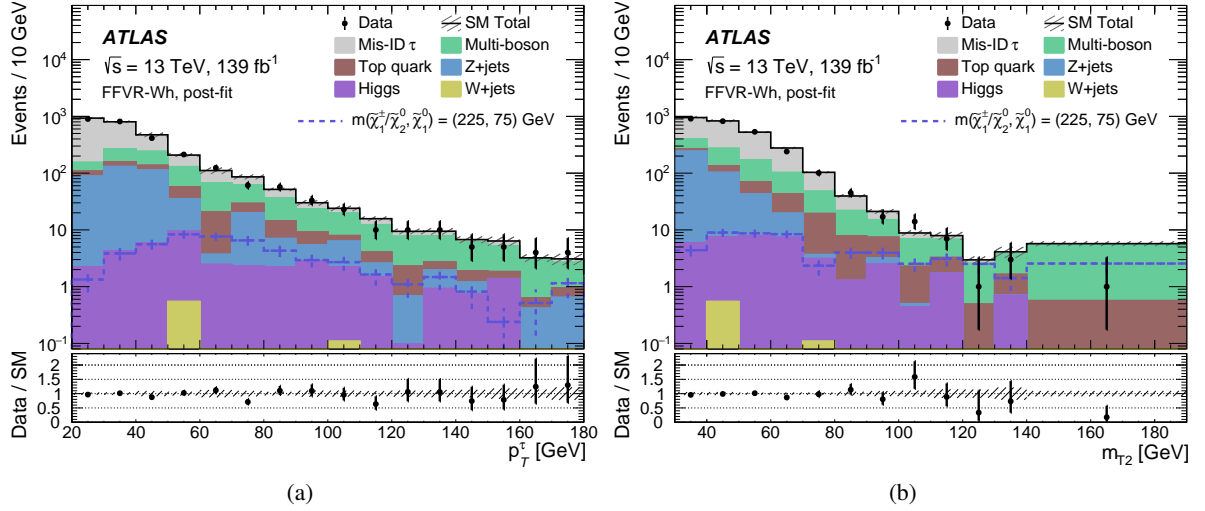 Events / 10 GeV
10⁴
10³
10²
10
1
10⁻¹
ATLAS
√s = 13 TeV, 139 fb⁻¹
FFVR-Wh, post-fit
Data
SM Total
Mis-ID τ
Multi-boson
Top quark
Z+jets
Higgs
W+jets
m(χ̃₁±/χ̃₂⁰, χ̃₁⁰) = (225, 75) GeV
Data / SM
2
1.5
1
0.5
0
20 40 60 80 100 120 140 160 180
p_T^τ [GeV]
(a)
Events / 10 GeV
10⁴
10³
10²
10
1
10⁻¹
ATLAS
√s = 13 TeV, 139 fb⁻¹
FFVR-Wh, post-fit
Data
SM Total
Mis-ID τ
Multi-boson
Top quark
Z+jets
Higgs
W+jets
m(χ̃₁±/χ̃₂⁰, χ̃₁⁰) = (225, 75) GeV
Data / SM
2
1.5
1
0.5
0
40 60 80 100 120 140 160 180
m_T2 [GeV]
(b)